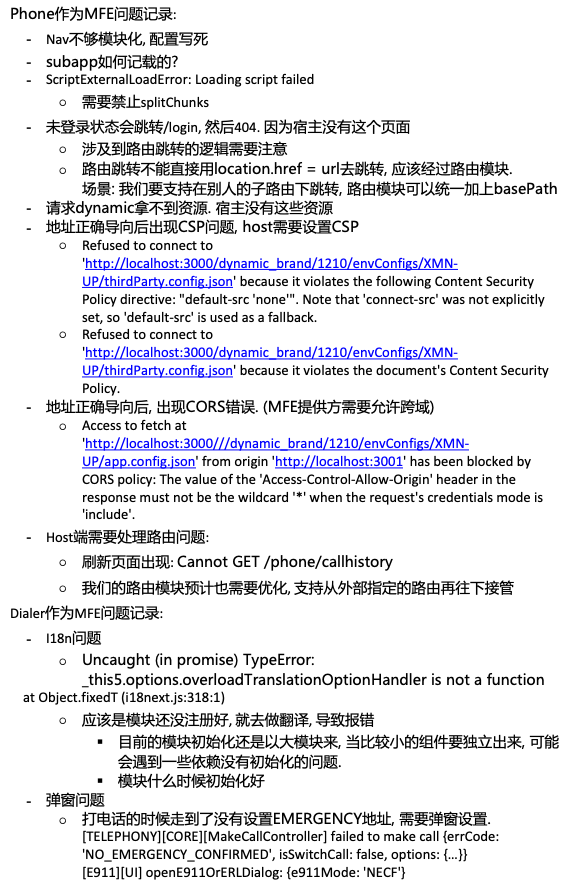 Phone作为MFE问题记录:
- Nav不够模块化, 配置写死
- subapp如何记载的?
- ScriptExternalLoadError: Loading script failed
o 需要禁止splitChunks
- 未登录状态会跳转/login, 然后404. 因为宿主没有这个页面
o 涉及到路由跳转的逻辑需要注意
o 路由跳转不能直接用location.href = url去跳转, 应该经过路由模块.
场景: 我们要支持在别人的子路由下跳转, 路由模块可以统一加上basePath
- 请求dynamic拿不到资源. 宿主没有这些资源
- 地址正确导向后出现CSP问题, host需要设置CSP
o Refused to connect to
'http://localhost:3000/dynamic_brand/1210/envConfigs/XMN-
UP/thirdParty.config.json' because it violates the following Content Security
Policy directive: "default-src 'none'". Note that 'connect-src' was not explicitly
set, so 'default-src' is used as a fallback.
o Refused to connect to
'http://localhost:3000/dynamic_brand/1210/envConfigs/XMN-
UP/thirdParty.config.json' because it violates the document's Content Security
Policy.
- 地址正确导向后, 出现CORS错误. (MFE提供方需要允许跨域)
o Access to fetch at
'http://localhost:3000///dynamic_brand/1210/envConfigs/XMN-
UP/app.config.json' from origin 'http://localhost:3001' has been blocked by
CORS policy: The value of the 'Access-Control-Allow-Origin' header in the
response must not be the wildcard '*' when the request's credentials mode is
'include'.
- Host端需要处理路由问题:
o 刷新页面出现: Cannot GET /phone/callhistory
o 我们的路由模块预计也需要优化, 支持从外部指定的路由再往下接管
Dialer作为MFE问题记录:
- I18n问题
o Uncaught (in promise) TypeError:
_this5.options.overloadTranslationOptionHandler is not a function
at Object.fixedT (i18next.js:318:1)
o 应该是模块还没注册好, 就去做翻译, 导致报错
▪ 目前的模块初始化还是以大模块来, 当比较小的组件要独立出来, 可能
会遇到一些依赖没有初始化的问题.
▪ 模块什么时候初始化好
- 弹窗问题
o 打电话的时候走到了没有设置EMERGENCY地址, 需要弹窗设置.
[TELEPHONY][CORE][MakeCallController] failed to make call {errCode:
'NO_EMERGENCY_CONFIRMED', isSwitchCall: false, options: {…}}
[E911][UI] openE911OrERLDialog: {e911Mode: 'NECF'}